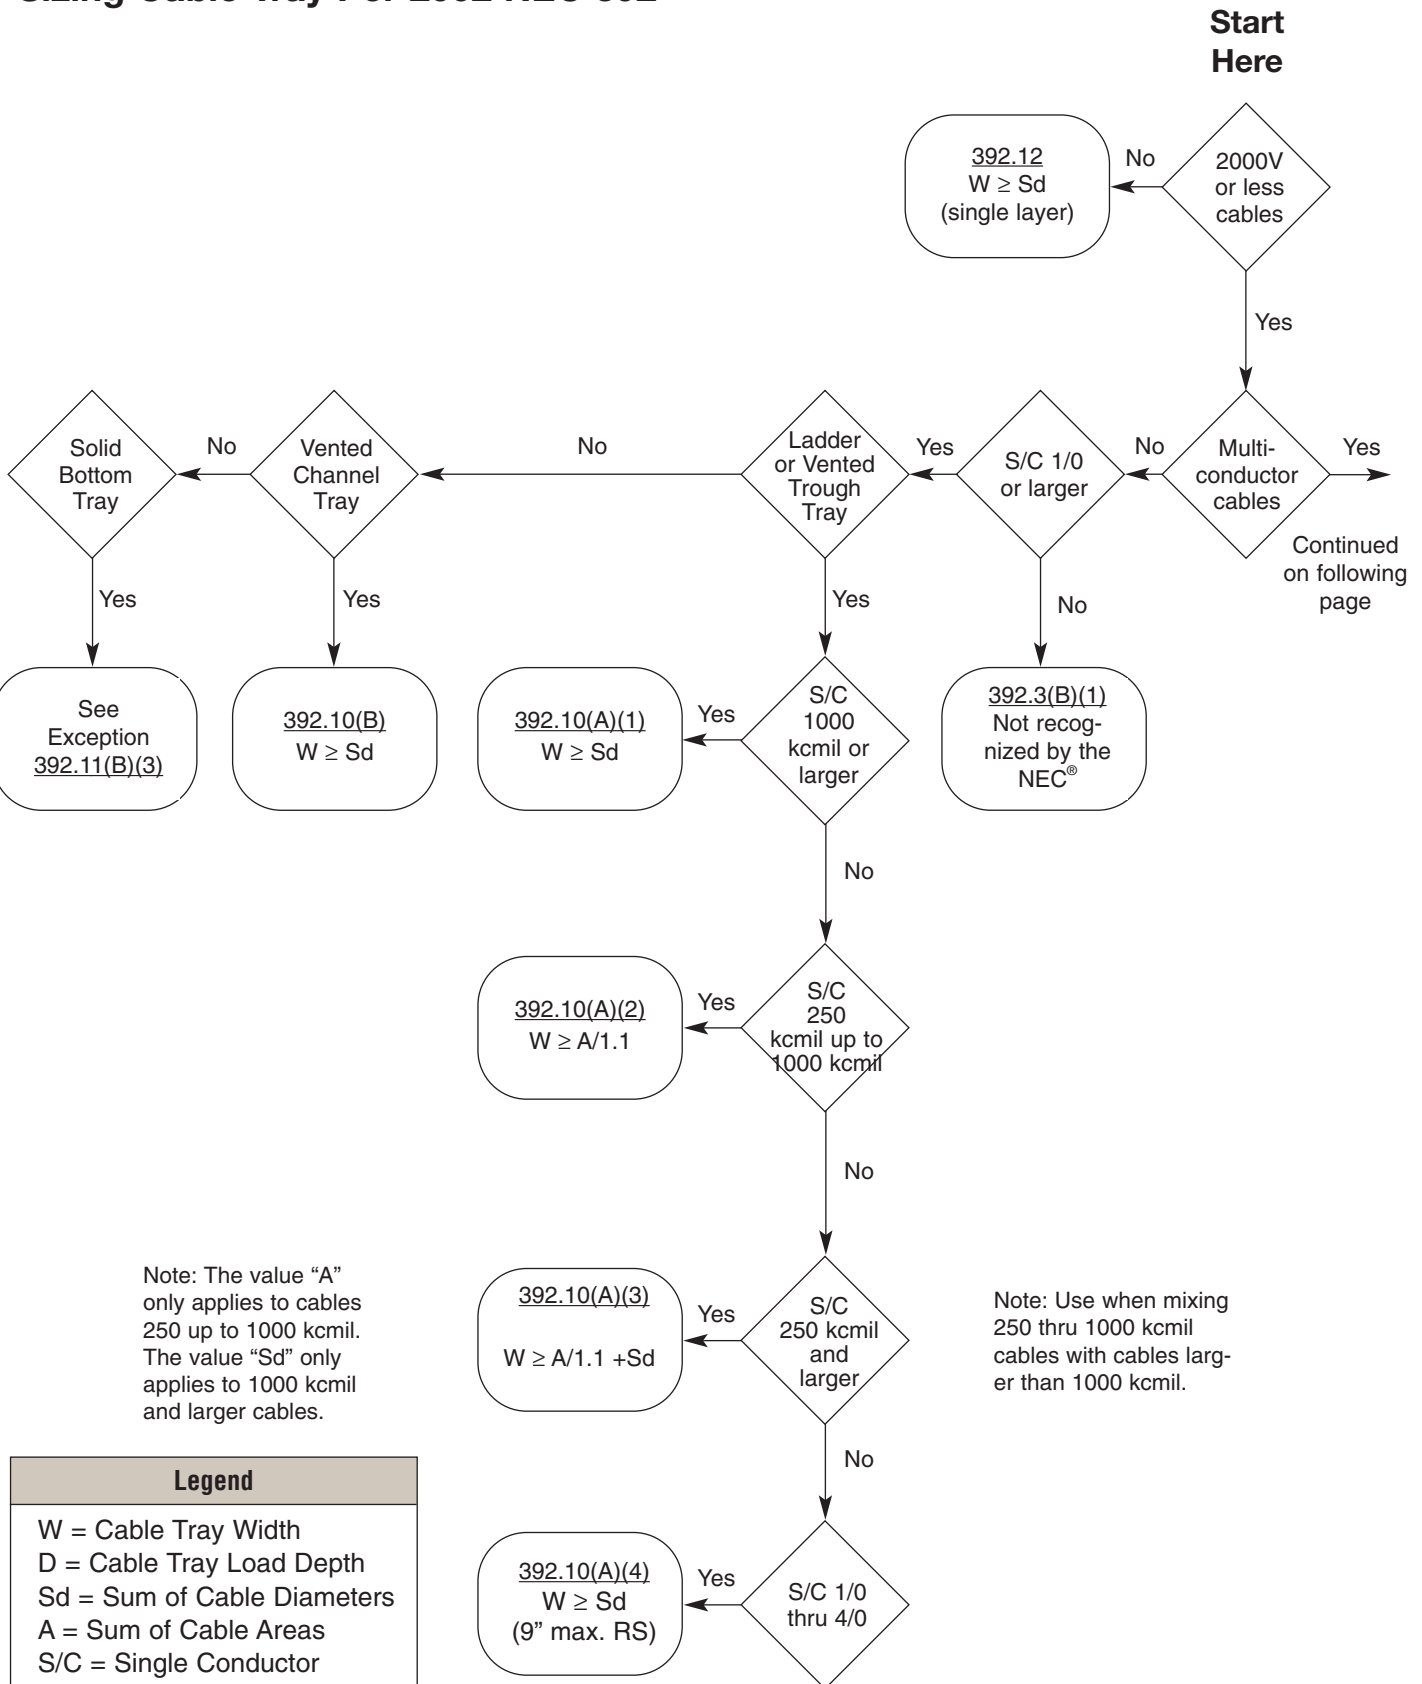 Start
Here
2000V
or less
cables
No
392.12
W ≥ Sd
(single layer)
Yes
Multi-
conductor
cables
Yes
Continued
on following
page
No
S/C 1/0
or larger
No
392.3(B)(1)
Not recog-
nized by the
NEC®
Yes
Ladder
or Vented
Trough
Tray
No
Vented
Channel
Tray
No
Solid
Bottom
Tray
Yes
See
Exception
392.11(B)(3)
Yes
392.10(B)
W ≥ Sd
Yes
S/C
1000
kcmil or
larger
Yes
392.10(A)(1)
W ≥ Sd
No
S/C
250
kcmil up to
1000 kcmil
Yes
392.10(A)(2)
W ≥ A/1.1
No
S/C
250 kcmil
and
larger
Yes
392.10(A)(3)
W ≥ A/1.1 +Sd
Note: The value “A”
only applies to cables
250 up to 1000 kcmil.
The value “Sd” only
applies to 1000 kcmil
and larger cables.
Note: Use when mixing
250 thru 1000 kcmil
cables with cables larg-
er than 1000 kcmil.
No
S/C 1/0
thru 4/0
Yes
392.10(A)(4)
W ≥ Sd
(9” max. RS)
Legend
W = Cable Tray Width
D = Cable Tray Load Depth
Sd = Sum of Cable Diameters
A = Sum of Cable Areas
S/C = Single Conductor